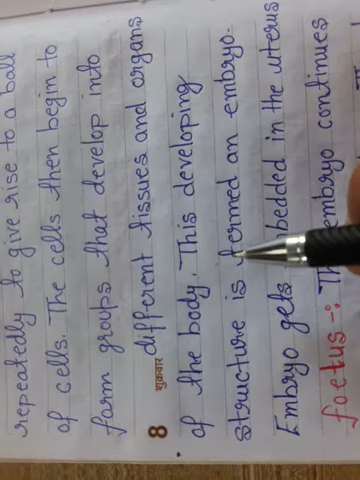 repeatedly to give rise to a ball
of cells. The cells then begin to
form groups that develop into
8 शुक्रवार different tissues and organs
of the body. This developing
structure is termed an embryo.
Embryo gets bedded in the uterus
foetus -: embryo continues